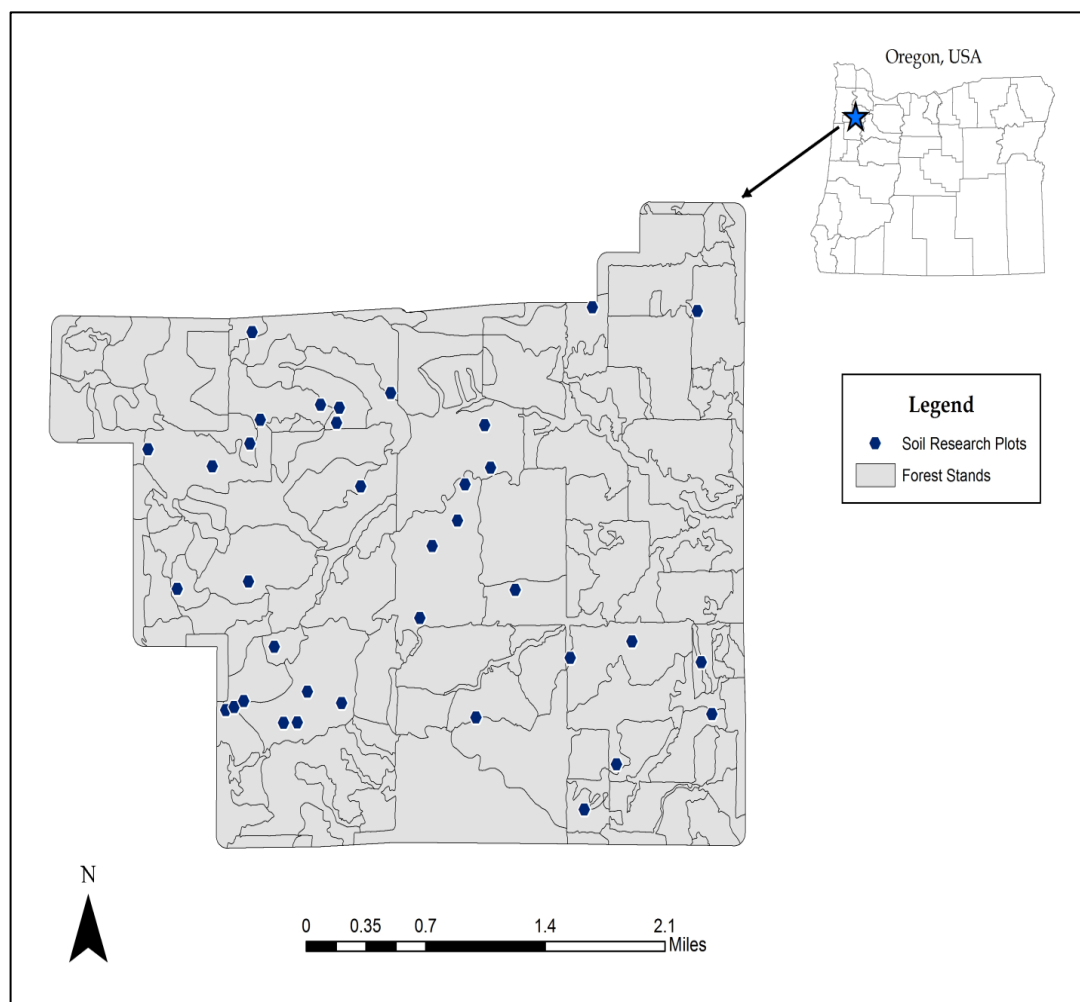 Oregon, USA
Legend
Soil Research Plots
Forest Stands
N
0 0.35 0.7 1.4 2.1
Miles